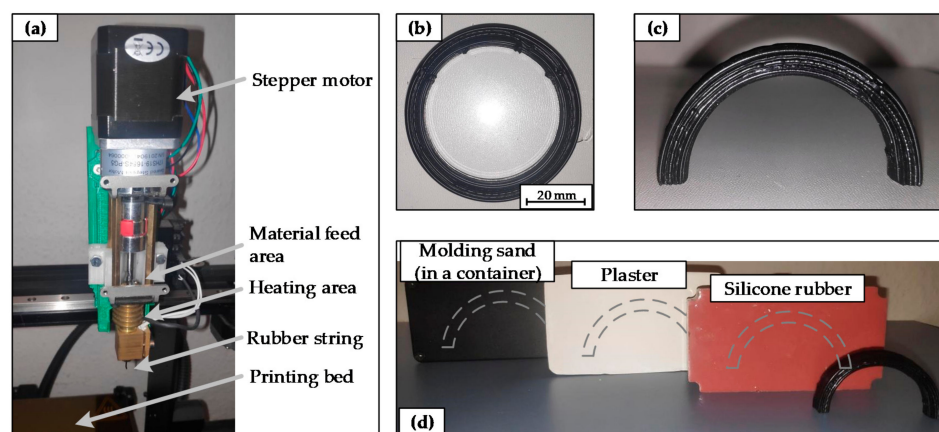 (a)
Stepper motor
Material feed
area
Heating area
Rubber string
Printing bed
CE
(b)
20 mm
(c)
Molding sand
(in a container)
Plaster
Silicone rubber
(d)